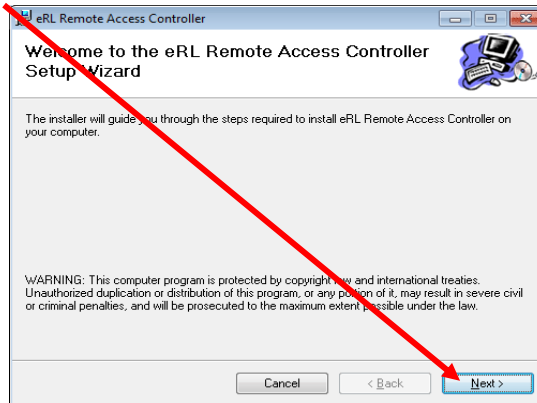 eRL Remote Access Controller
Welcome to the eRL Remote Access Controller
Setup Wizard
The installer will guide you through the steps required to install eRL Remote Access Controller on
your computer.
WARNING: This computer program is protected by copyright law and international treaties.
Unauthorized duplication or distribution of this program, or any portion of it, may result in severe civil
or criminal penalties, and will be prosecuted to the maximum extent possible under the law.
Cancel
< Back
Next >